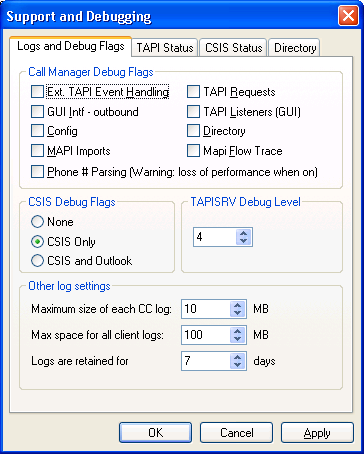 Support and Debugging
Logs and Debug Flags TAPI Status CSIS Status Directory
Call Manager Debug Flags
Ext. TAPI Event Handling TAPI Requests
GUI Intf - outbound TAPI Listeners (GUI)
Config Directory
MAPI Imports Mapi Flow Trace
Phone # Parsing (Warning: loss of performance when on)
CSIS Debug Flags TAPISRV Debug Level
None
CSIS Only 4
CSIS and Outlook
Other log settings
Maximum size of each CC log: 10 MB
Max space for all client logs: 100 MB
Logs are retained for 7 days
OK Cancel Apply